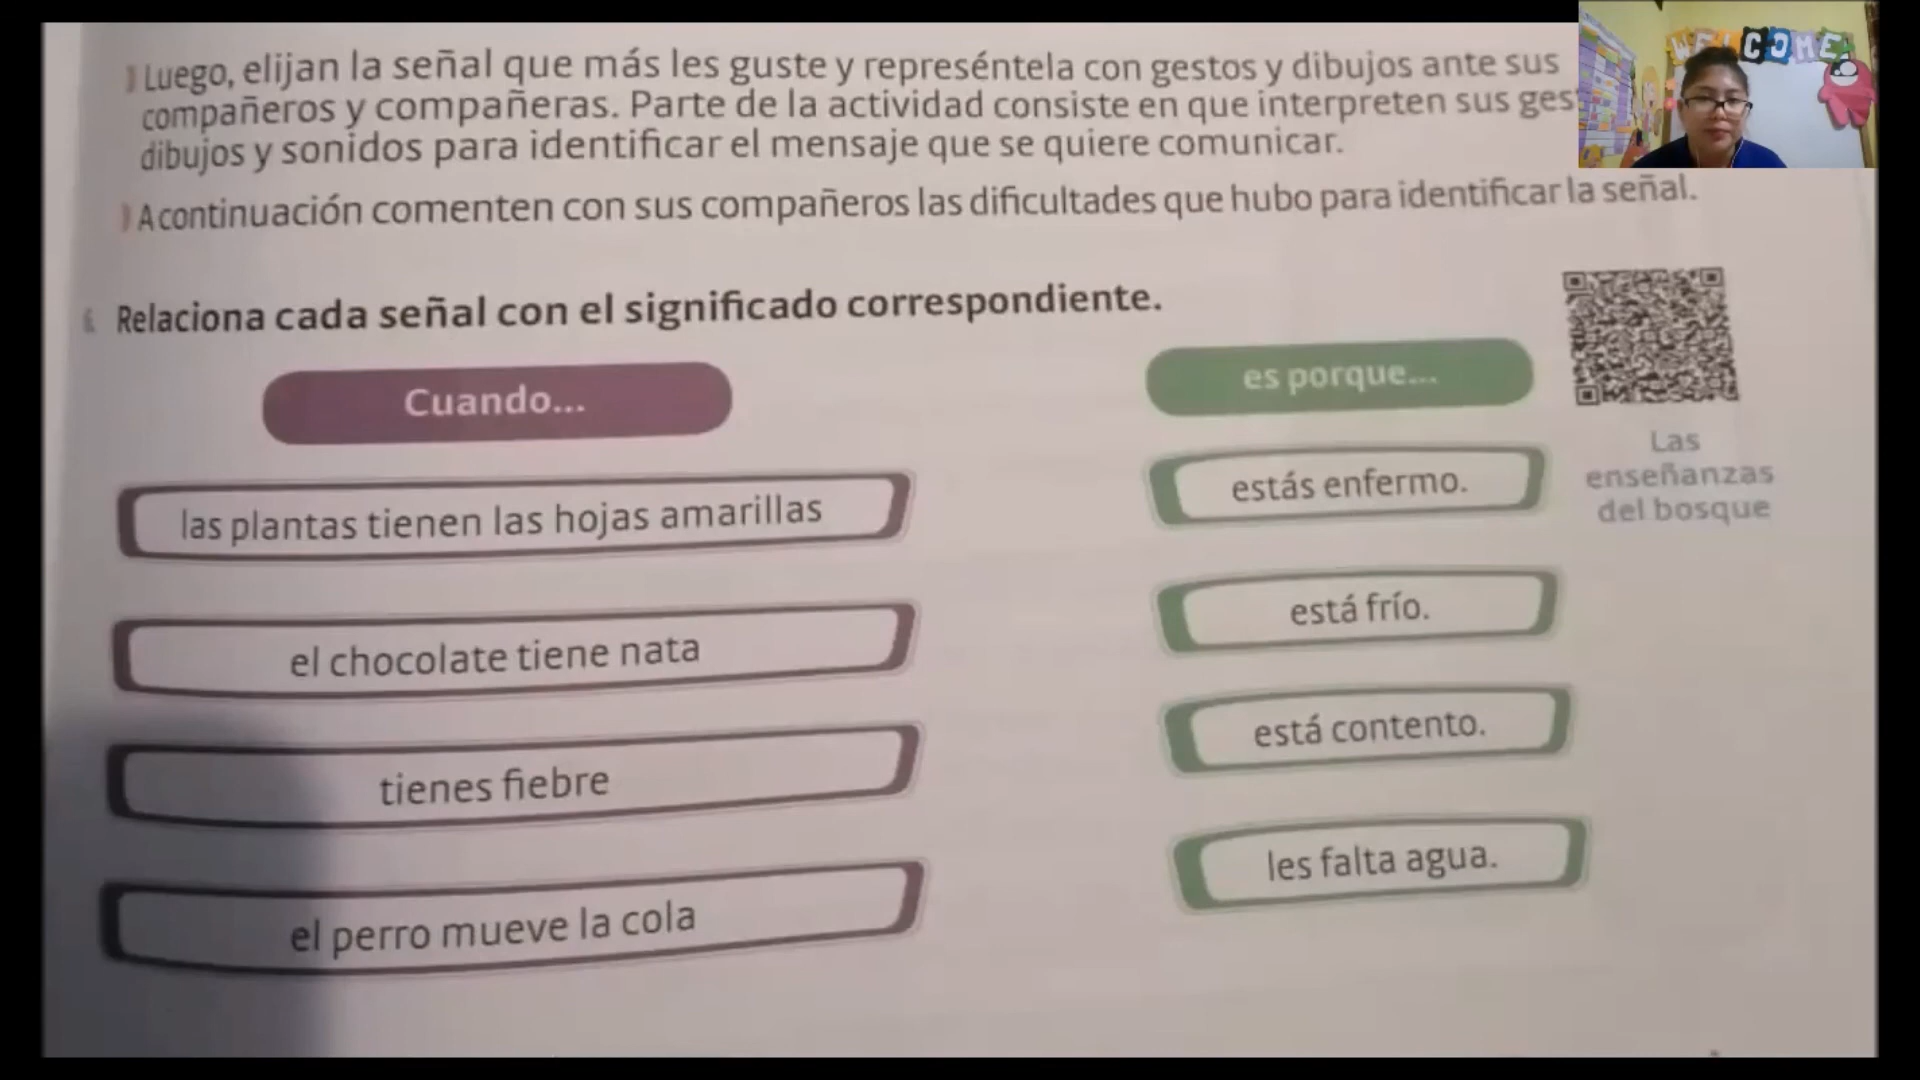 Luego, elijan la señal que más les guste y represéntela con gestos y dibujos ante sus
compañeros y compañeras. Parte de la actividad consiste en que interpreten sus
dibujos y sonidos para identificar el mensaje que se quiere comunicar.
A continuación comenten con sus compañeros las dificultades que hubo para identificar la señal.
Relaciona cada señal con el significado correspondiente.
Cuando...
es porque...
las plantas tienen las hojas amarillas
estás enfermo.
el chocolate tiene nata
está frío.
tienes fiebre
está contento.
el perro mueve la cola
les falta agua.
Las
enseñanzas
del bosque
WELCOME